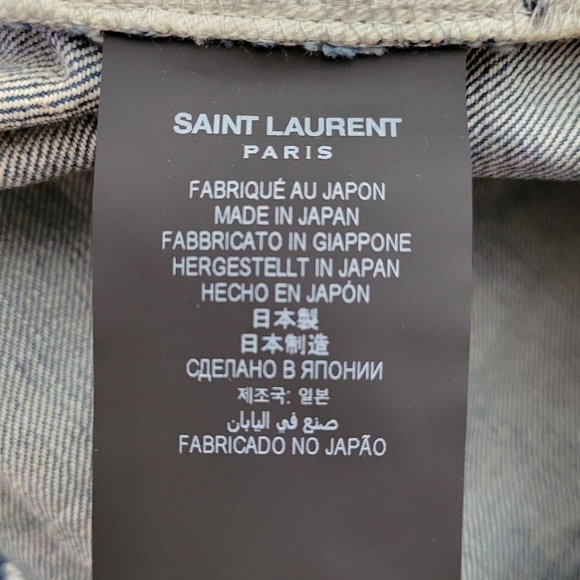 SAINT LAURENT
PARIS
FABRIQUÉ AU JAPON
MADE IN JAPAN
FABBRICATO IN GIAPPONE
HERGESTELLT IN JAPAN
HECHO EN JAPÓN
日本製
日本制造
СДЕЛАНО В ЯПОНИИ
제조국: 일본
صنع في اليابان
FABRICADO NO JAPÃO